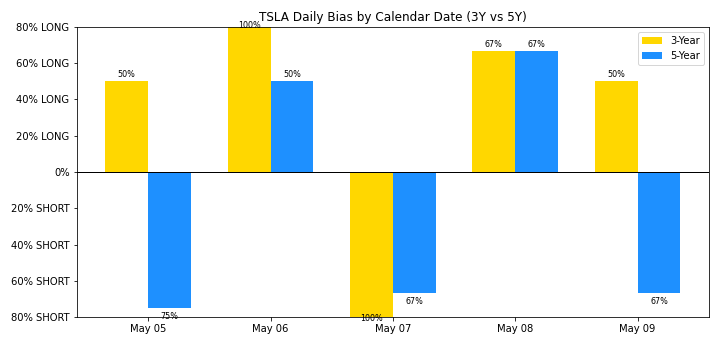 TSLA Daily Bias by Calendar Date (3Y vs 5Y)
80% LONG
60% LONG
40% LONG
20% LONG
0%
20% SHORT
40% SHORT
60% SHORT
80% SHORT
3-Year
5-Year
50%
75%
100%
50%
100%
67%
67%
67%
50%
67%
May 05
May 06
May 07
May 08
May 09